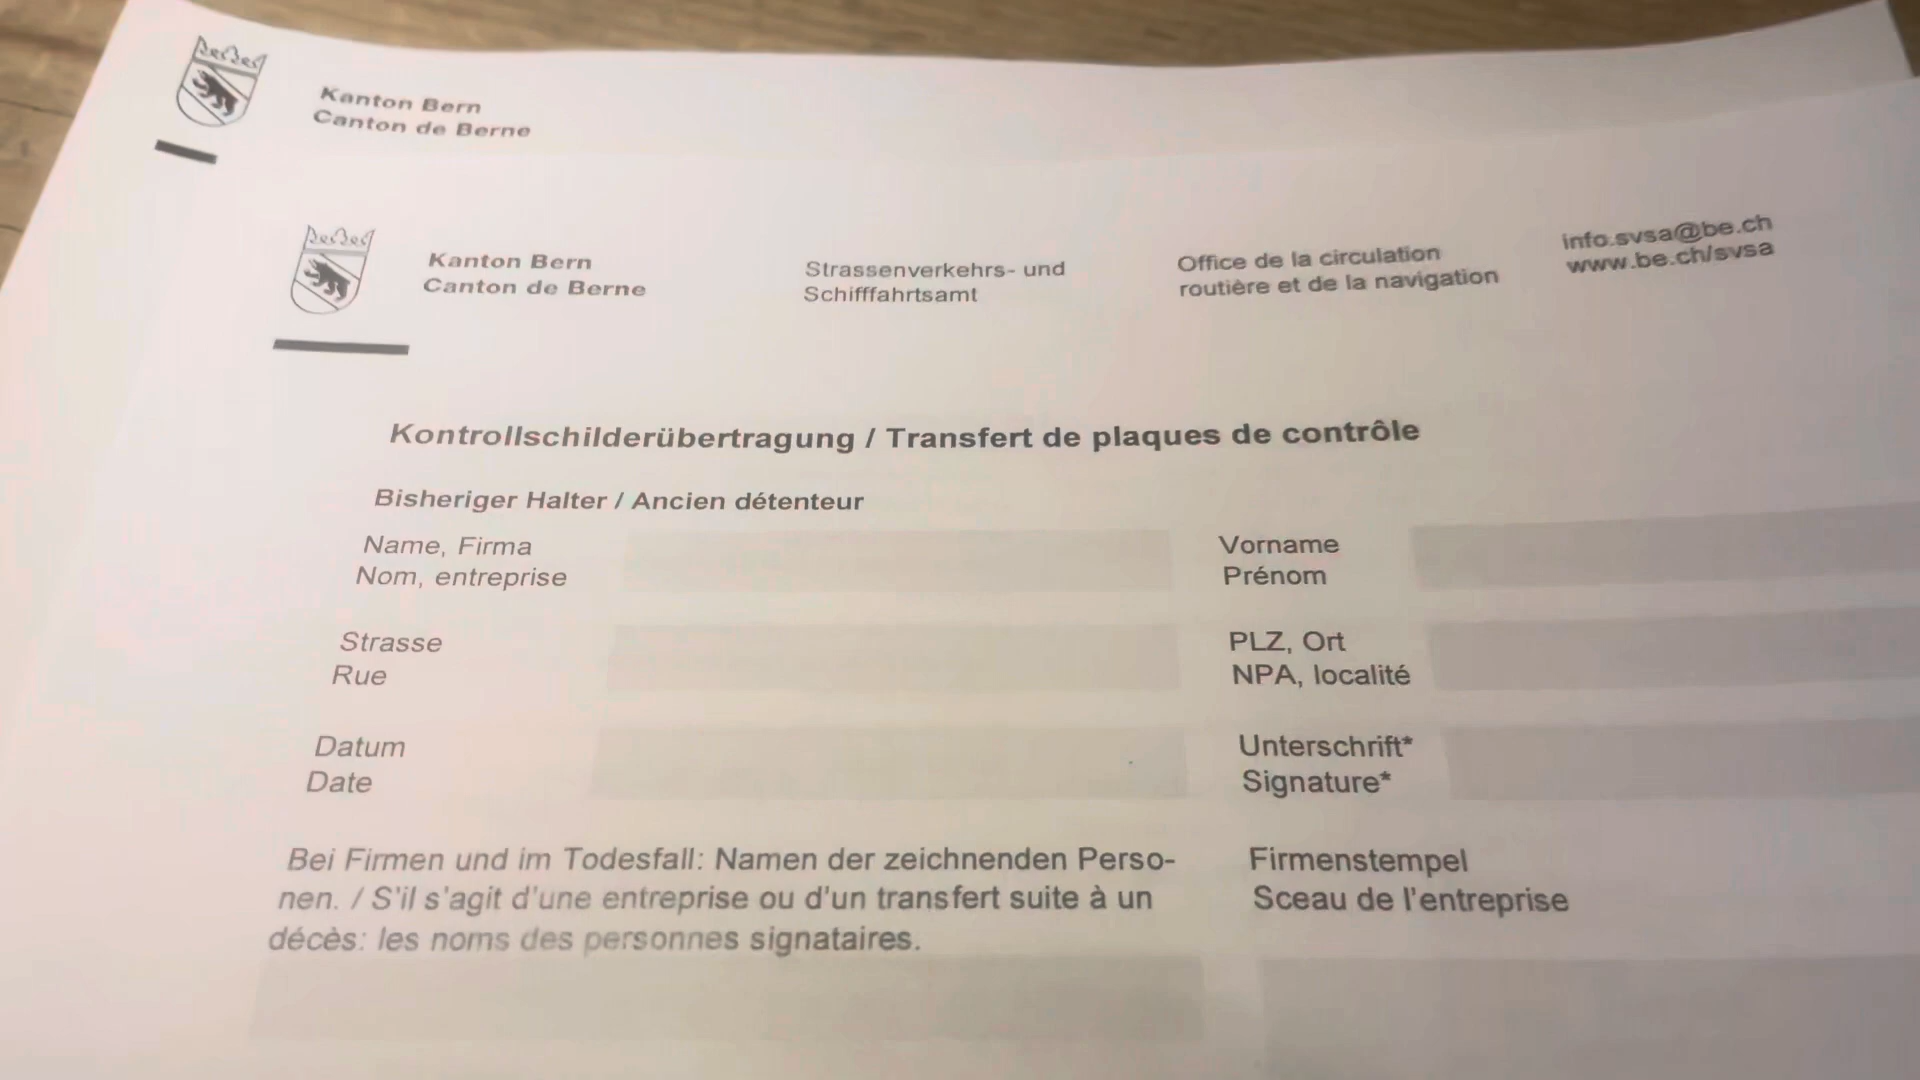 Kanton Bern
Canton de Berne
Kanton Bern
Canton de Berne
Strassenverkehrs- und
Schifffahrtsamt
Office de la circulation
routière et de la navigation
info.svsa@be.ch
www.be.ch/svsa
Kontrollschilderübertragung / Transfert de plaques de contrôle
Bisheriger Halter / Ancien détenteur
Name, Firma
Nom, entreprise
Vorname
Prénom
Strasse
Rue
PLZ, Ort
NPA, localité
Datum
Date
Unterschrift*
Signature*
Bei Firmen und im Todesfall: Namen der zeichnenden Perso-
nen. / S'il s'agit d'une entreprise ou d'un transfert suite à un
décès: les noms des personnes signataires.
Firmenstempel
Sceau de l'entreprise